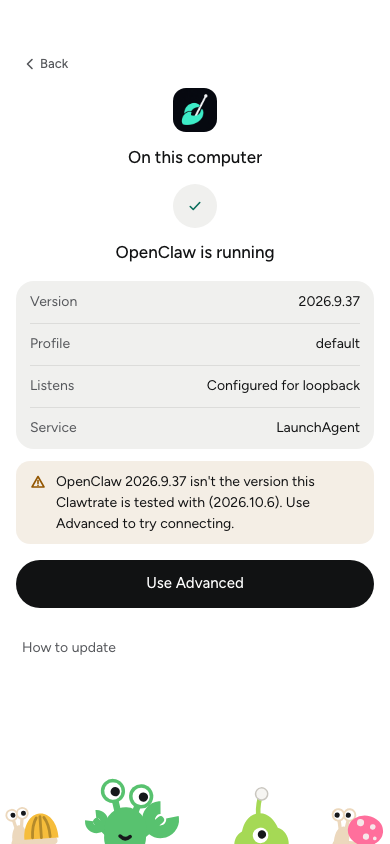 Back
On this computer
OpenClaw is running
Version 2026.9.37
Profile default
Listens Configured for loopback
Service LaunchAgent
OpenClaw 2026.9.37 isn't the version this
Clawtrate is tested with (2026.10.6). Use
Advanced to try connecting.
Use Advanced
How to update